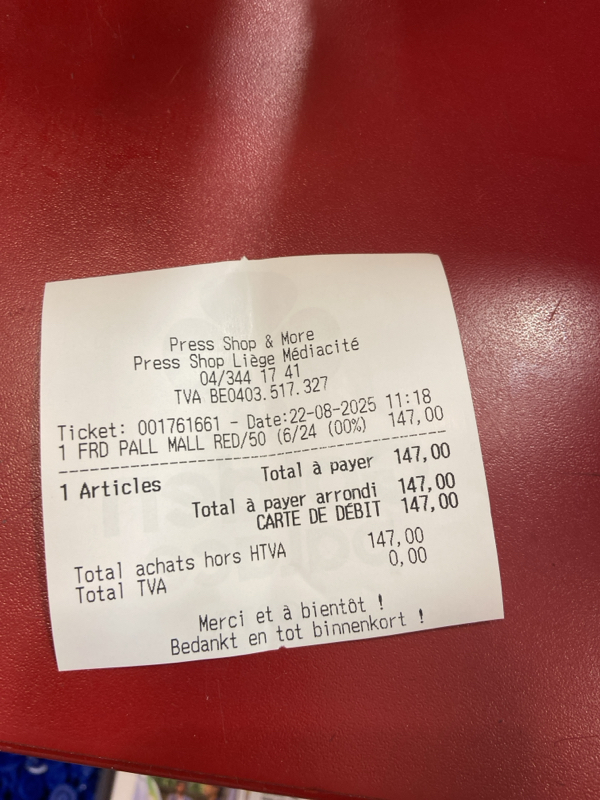 Press Shop & More
Press Shop Liège Médiacité
04/344 17 41
TVA BE0403.517.327
Ticket: 001761661 - Date:22-08-2025 11:18
1 FRD PALL MALL RED/50 (6/24 (00%) 147,00
1 Articles Total à payer 147,00
Total à payer arrondi 147,00
CARTE DE DÉBIT 147,00
Total achats hors HTVA 147,00
Total TVA 0,00
Merci et à bientôt !
Bedankt en tot binnenkort !